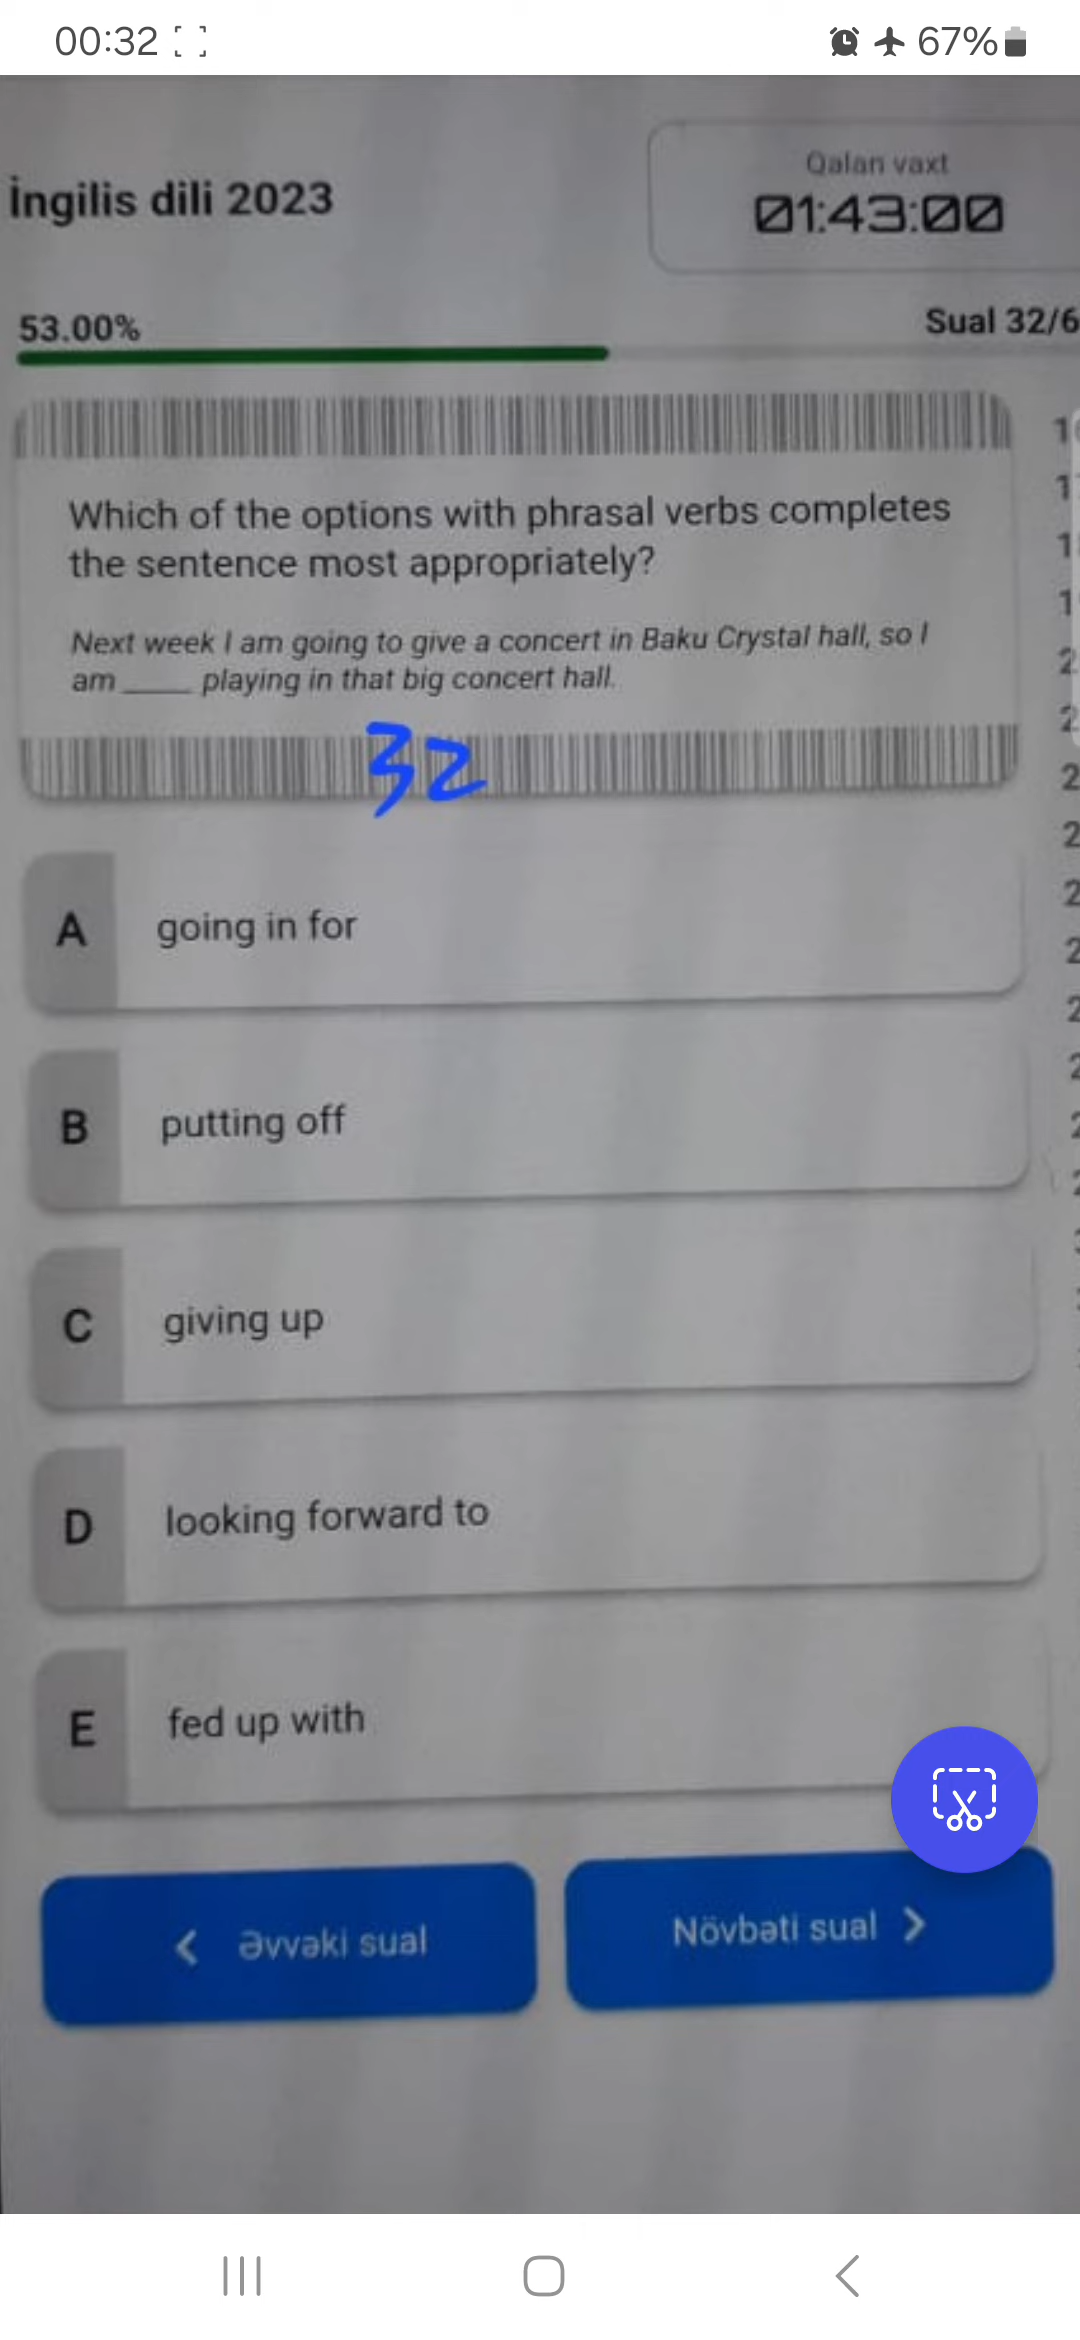 00:32
67%
Qalan vaxt
İngilis dili 2023
01:43:00
53.00%
Sual 32/6
Which of the options with phrasal verbs completes
the sentence most appropriately?
Next week I am going to give a concert in Baku Crystal hall, so I
am _____ playing in that big concert hall.
32
A going in for
B putting off
C giving up
D looking forward to
E fed up with
< Əvvəki sual
Növbəti sual >